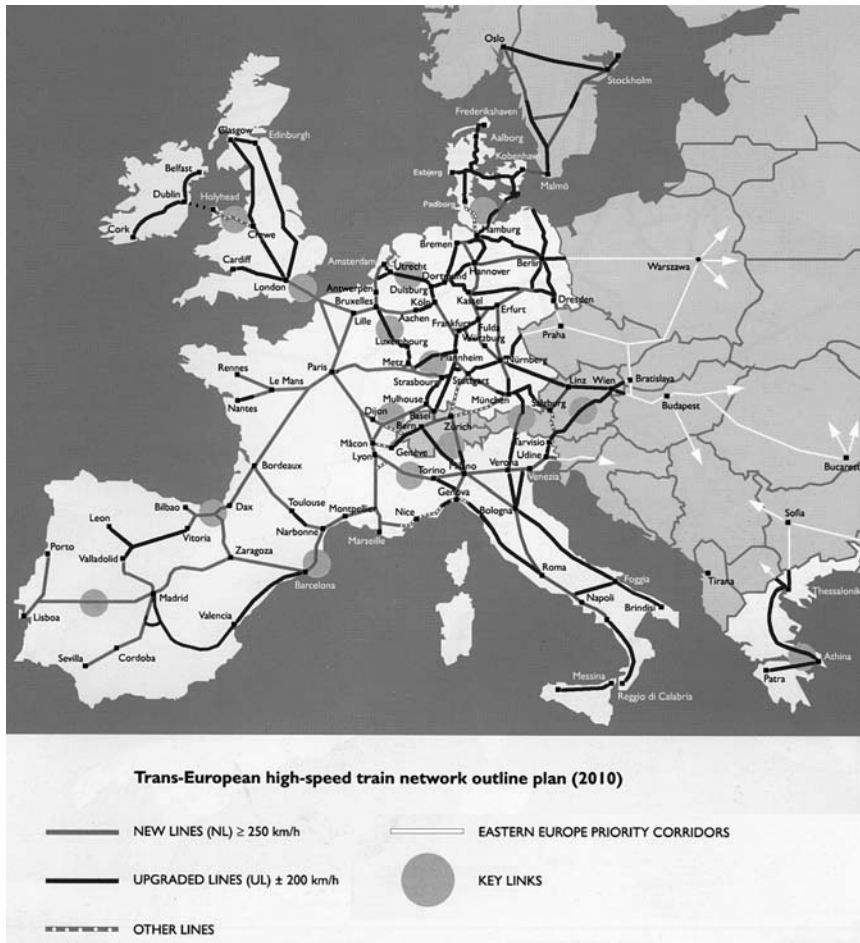 Oslo
Stockholm
Frederikshaven
Glasgow
Edinburgh
Aalborg
Kobenhavn
Belfast
Esbjerg
Malmö
Dublin
Holyhead
Padborg
Hamburg
Cork
Crewe
Bremen
Cardiff
Amsterdam
Utrecht
Berlin
Warszawa
London
Dortmund
Hannover
Antwerpen
Duisburg
Bruxelles
Köln
Kassel
Erfurt
Dresden
Lille
Aachen
Frankfurt
Fulda
Praha
Luxembourg
Würzburg
Rennes
Paris
Metz
Mannheim
Nürnberg
Le Mans
Strasbourg
Stuttgart
Linz
Wien
Bratislava
Nantes
Mulhouse
München
Salzburg
Budapest
Dijon
Basel
Bern
Zürich
Mâcon
Genève
Tarvisio
Lyon
Udine
Bucarest
Bordeaux
Torino
Milano
Verona
Venezia
Genova
Bilbao
Dax
Toulouse
Montpellier
Nice
Bologna
Leon
Vitoria
Narbonne
Marseille
Sofia
Porto
Valladolid
Zaragoza
Roma
Foggia
Tirana
Barcelona
Madrid
Napoli
Thessalonik
Lisboa
Valencia
Brindisi
Sevilla
Cordoba
Messina
Athina
Patra
Reggio di Calabria
Trans-European high-speed train network outline plan (2010)
NEW LINES (NL) ≥ 250 km/h
EASTERN EUROPE PRIORITY CORRIDORS
UPGRADED LINES (UL) ± 200 km/h
KEY LINKS
OTHER LINES